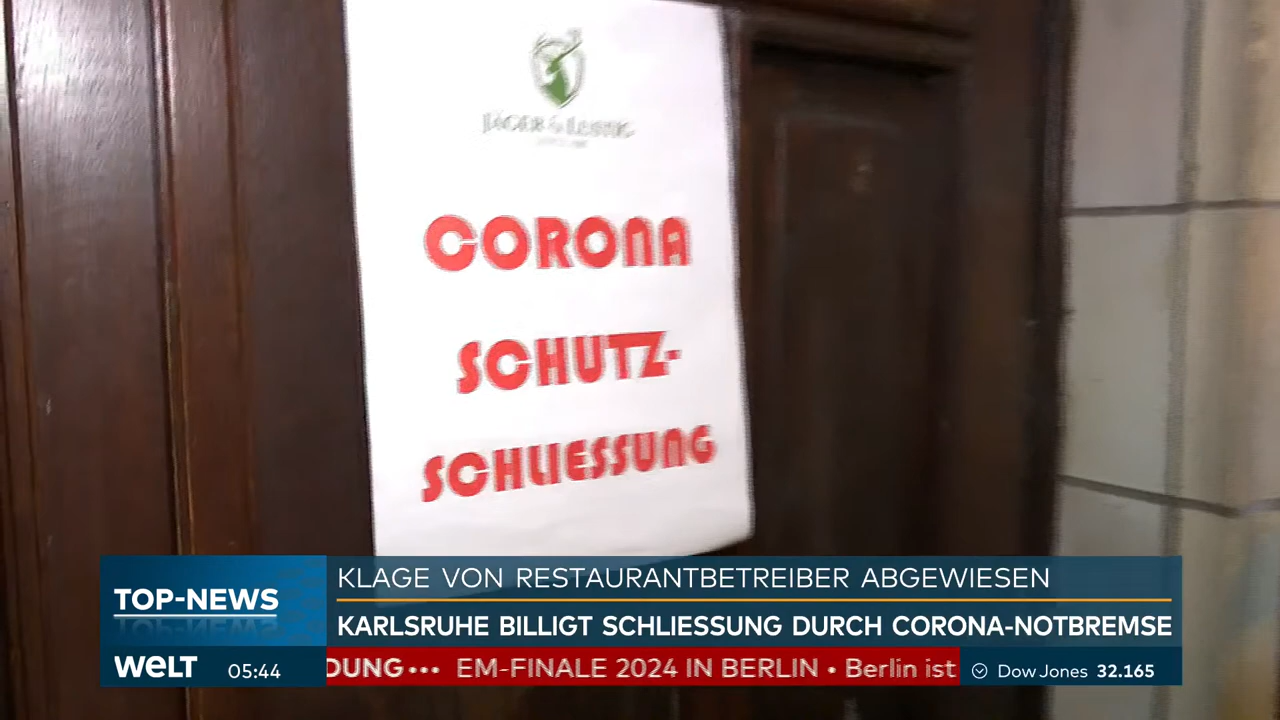 JÄGER & LUSTIG
CORONA
SCHUTZ-
SCHLIESSUNG
TOP-NEWS
KLAGE VON RESTAURANTBETREIBER ABGEWIESEN
KARLSRUHE BILLIGT SCHLIESSUNG DURCH CORONA-NOTBREMSE
WELT 05:44 DUNG••• EM-FINALE 2024 IN BERLIN • Berlin ist Dow Jones 32.165